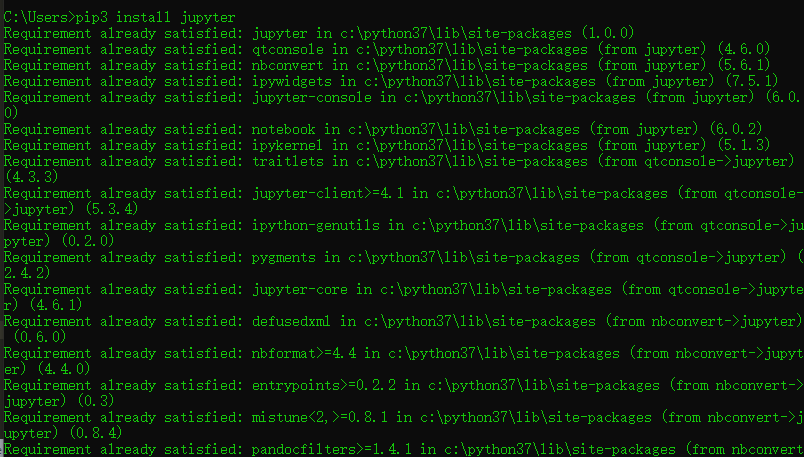 C:\Users>pip3 install jupyter
Requirement already satisfied: jupyter in c:\python37\lib\site-packages (1.0.0)
Requirement already satisfied: qtconsole in c:\python37\lib\site-packages (from jupyter) (4.6.0)
Requirement already satisfied: nbconvert in c:\python37\lib\site-packages (from jupyter) (5.6.1)
Requirement already satisfied: ipywidgets in c:\python37\lib\site-packages (from jupyter) (7.5.1)
Requirement already satisfied: jupyter-console in c:\python37\lib\site-packages (from jupyter) (6.0.
0)
Requirement already satisfied: notebook in c:\python37\lib\site-packages (from jupyter) (6.0.2)
Requirement already satisfied: ipykernel in c:\python37\lib\site-packages (from jupyter) (5.1.3)
Requirement already satisfied: traitlets in c:\python37\lib\site-packages (from qtconsole->jupyter)
(4.3.3)
Requirement already satisfied: jupyter-client>=4.1 in c:\python37\lib\site-packages (from qtconsole-
>jupyter) (5.3.4)
Requirement already satisfied: ipython-genutils in c:\python37\lib\site-packages (from qtconsole->ju
pyter) (0.2.0)
Requirement already satisfied: pygments in c:\python37\lib\site-packages (from qtconsole->jupyter) (
2.4.2)
Requirement already satisfied: jupyter-core in c:\python37\lib\site-packages (from qtconsole->jupyte
r) (4.6.1)
Requirement already satisfied: defusedxml in c:\python37\lib\site-packages (from nbconvert->jupyter)
(0.6.0)
Requirement already satisfied: nbformat>=4.4 in c:\python37\lib\site-packages (from nbconvert->jupyt
er) (4.4.0)
Requirement already satisfied: entrypoints>=0.2.2 in c:\python37\lib\site-packages (from nbconvert->
jupyter) (0.3)
Requirement already satisfied: mistune<2,>=0.8.1 in c:\python37\lib\site-packages (from nbconvert->j
upyter) (0.8.4)
Requirement already satisfied: pandocfilters>=1.4.1 in c:\python37\lib\site-packages (from nbconvert